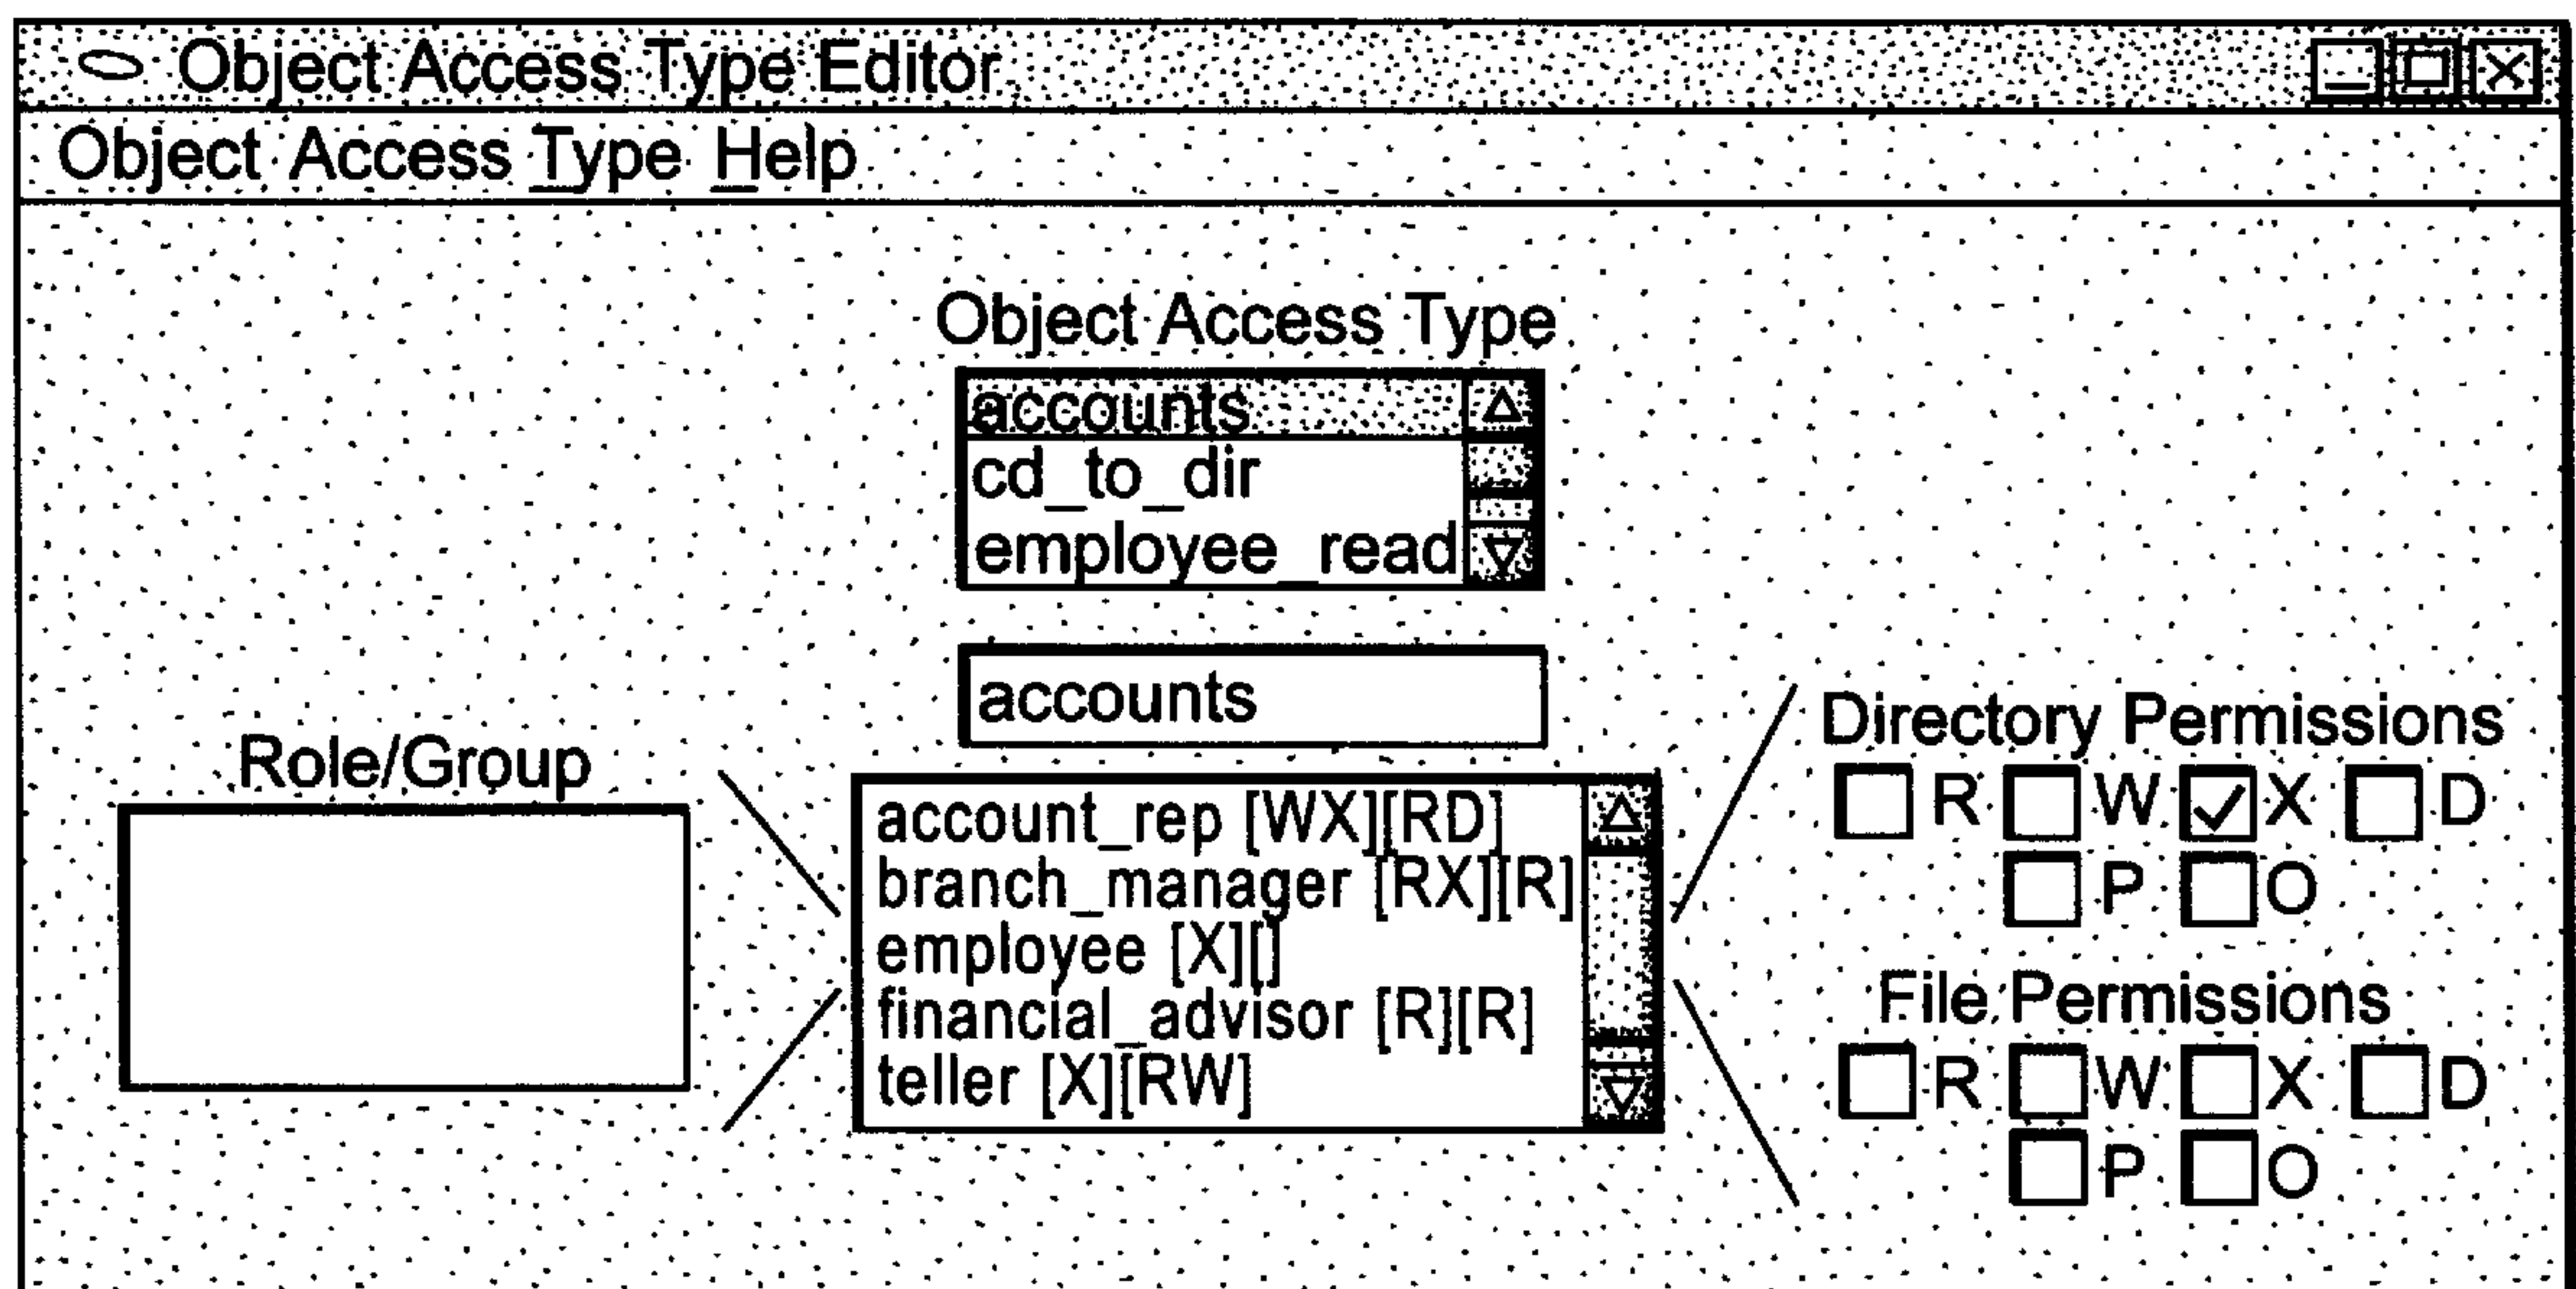 Object Access Type Editor
Object Access Type Help
Object Access Type
accounts
cd_to_dir
employee_read
accounts
Role/Group
account_rep [WX][RD]
branch_manager [RX][R]
employee [X][]
financial_advisor [R][R]
teller [X][RW]
Directory Permissions
R W X D
P O
File Permissions
R W X D
P O